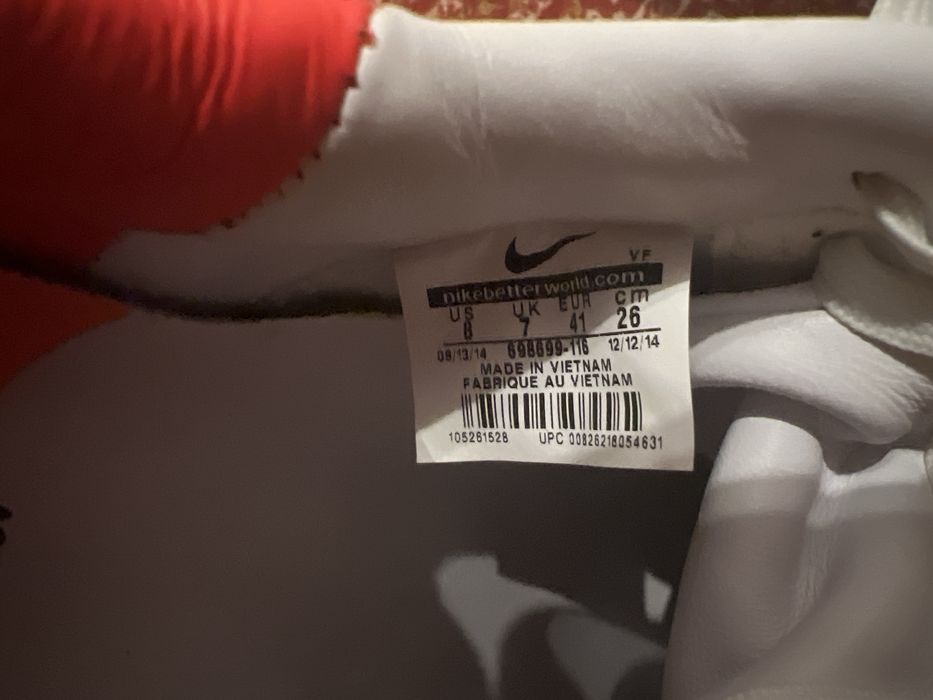 VF
nikebetterworld.com
US UK EUR cm
8 7 41 26
08/13/14 698699-116 12/12/14
MADE IN VIETNAM
FABRIQUE AU VIETNAM
105261528 UPC 00826218054631